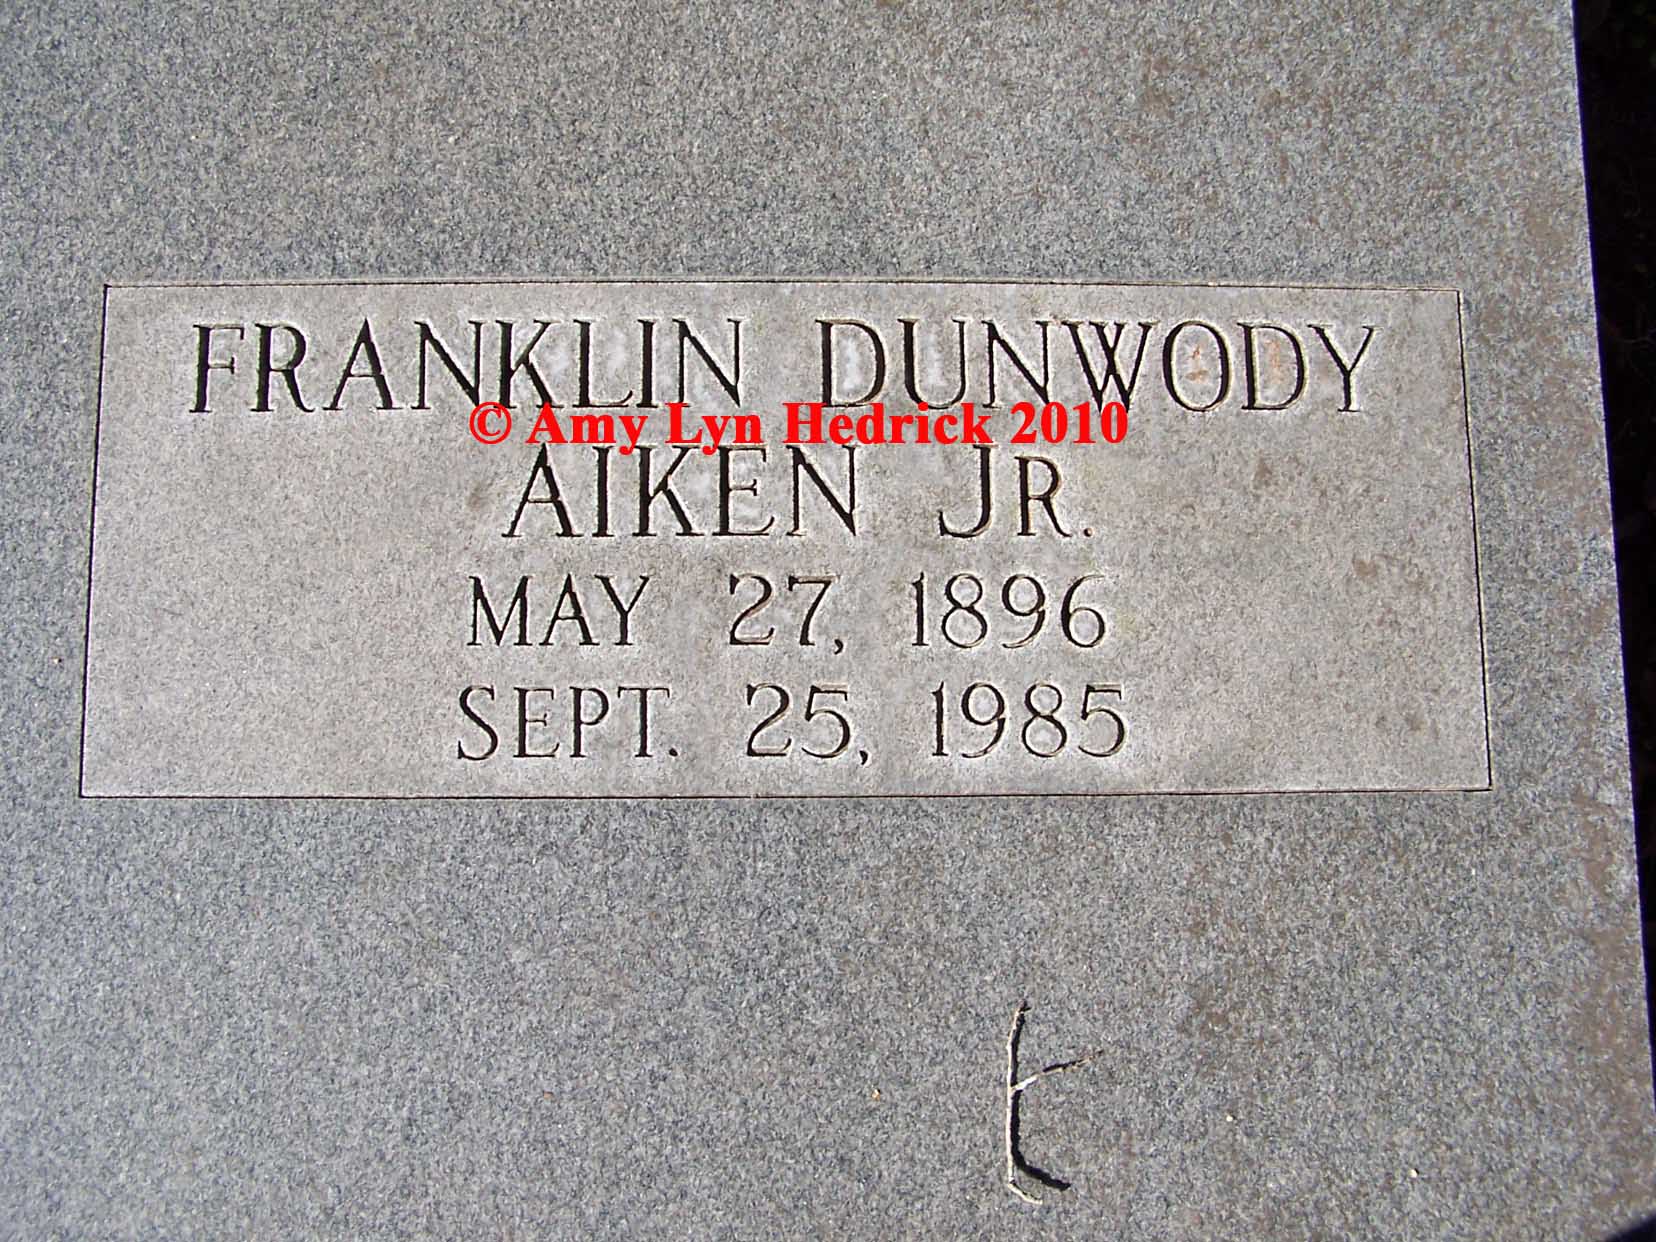 FRANKLIN DUNWODY
© Amy Lyn Hedrick 2010
AIKEN JR.
MAY 27, 1896
SEPT. 25, 1985